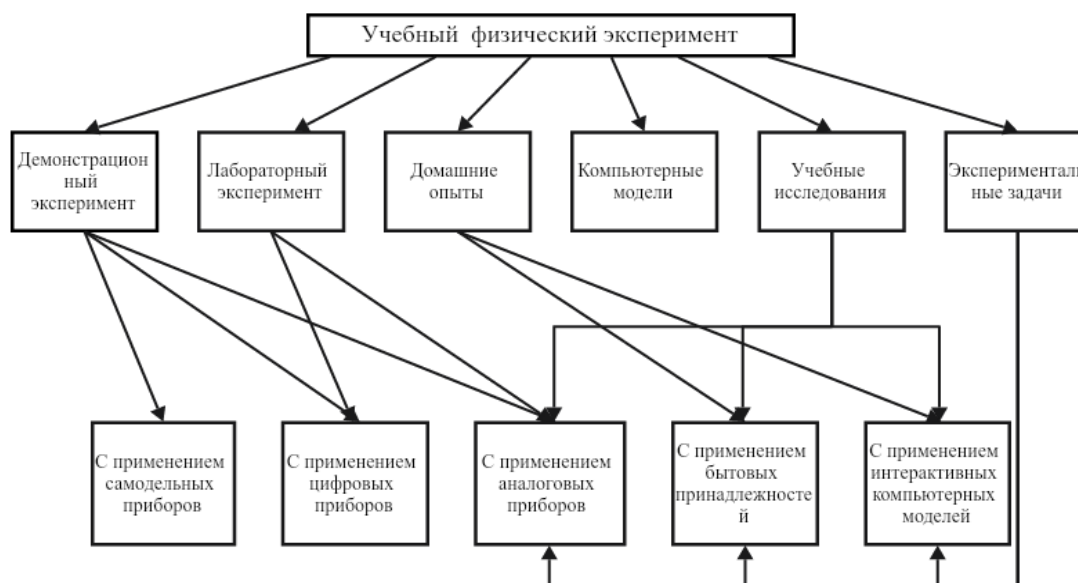 Учебный физический эксперимент
Демонстрацион
ный
эксперимент
Лабораторный
эксперимент
Домашние
опыты
Компьютерные
модели
Учебные
исследования
Эксперименталь
ные задачи
С применением
самодельных
приборов
С применением
цифровых
приборов
С применением
аналоговых
приборов
С применением
бытовых
принадлежносте
й
С применением
интерактивных
компьютерных
моделей